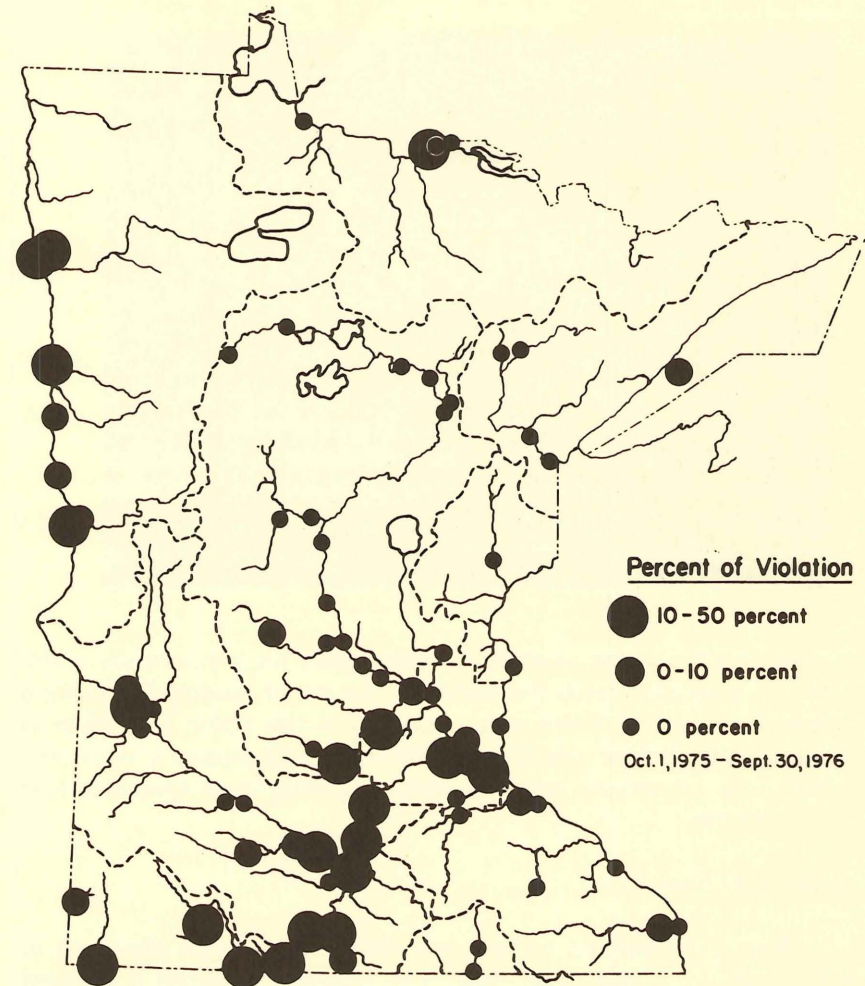 Percent of Violation
10-50 percent
0-10 percent
0 percent
Oct. 1, 1975 - Sept. 30, 1976